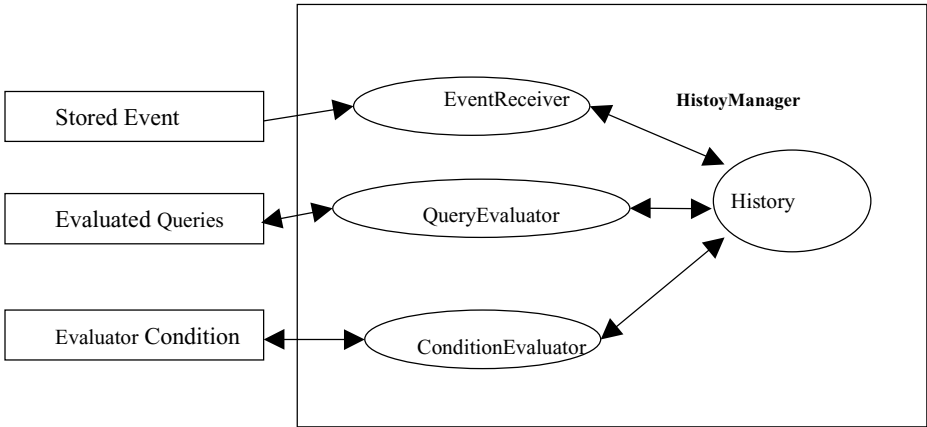 EventReceiver
HistoyManager
Stored Event
History
Evaluated Queries
QueryEvaluator
Evaluator Condition
ConditionEvaluator